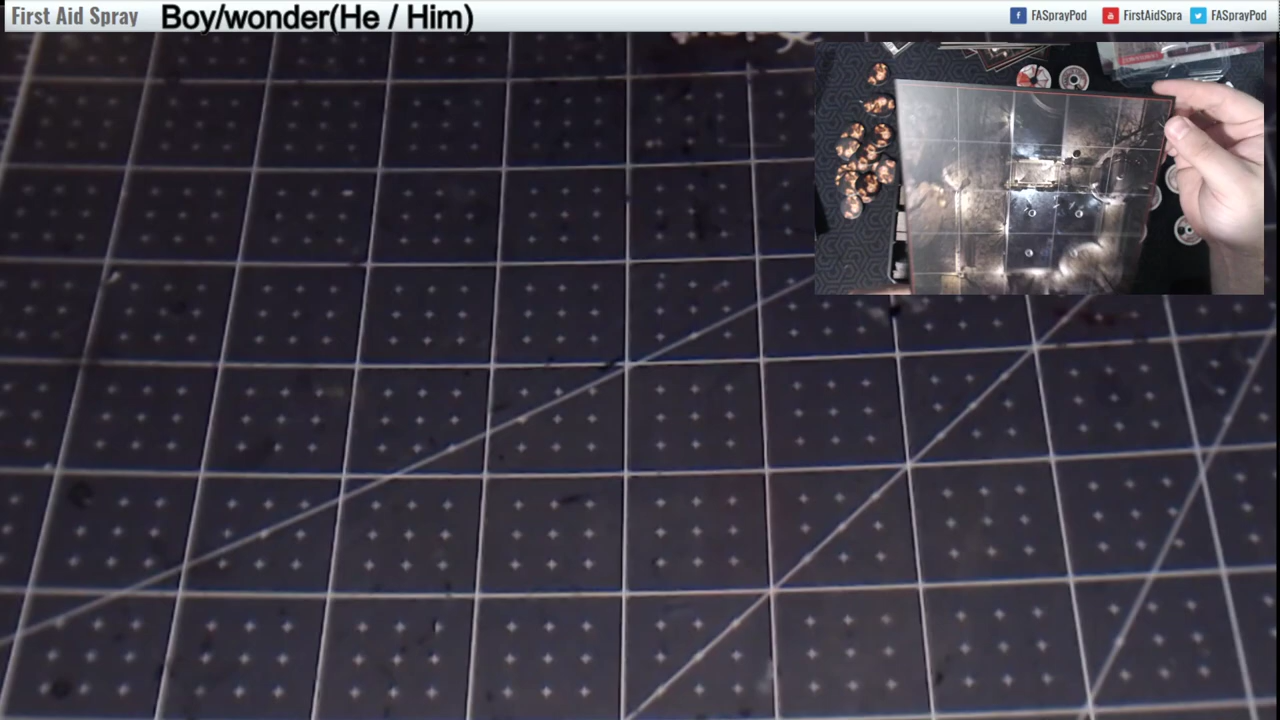 First Aid Spray
Boy/wonder(He / Him)
FASprayPod
FirstAidSpra
FASprayPod